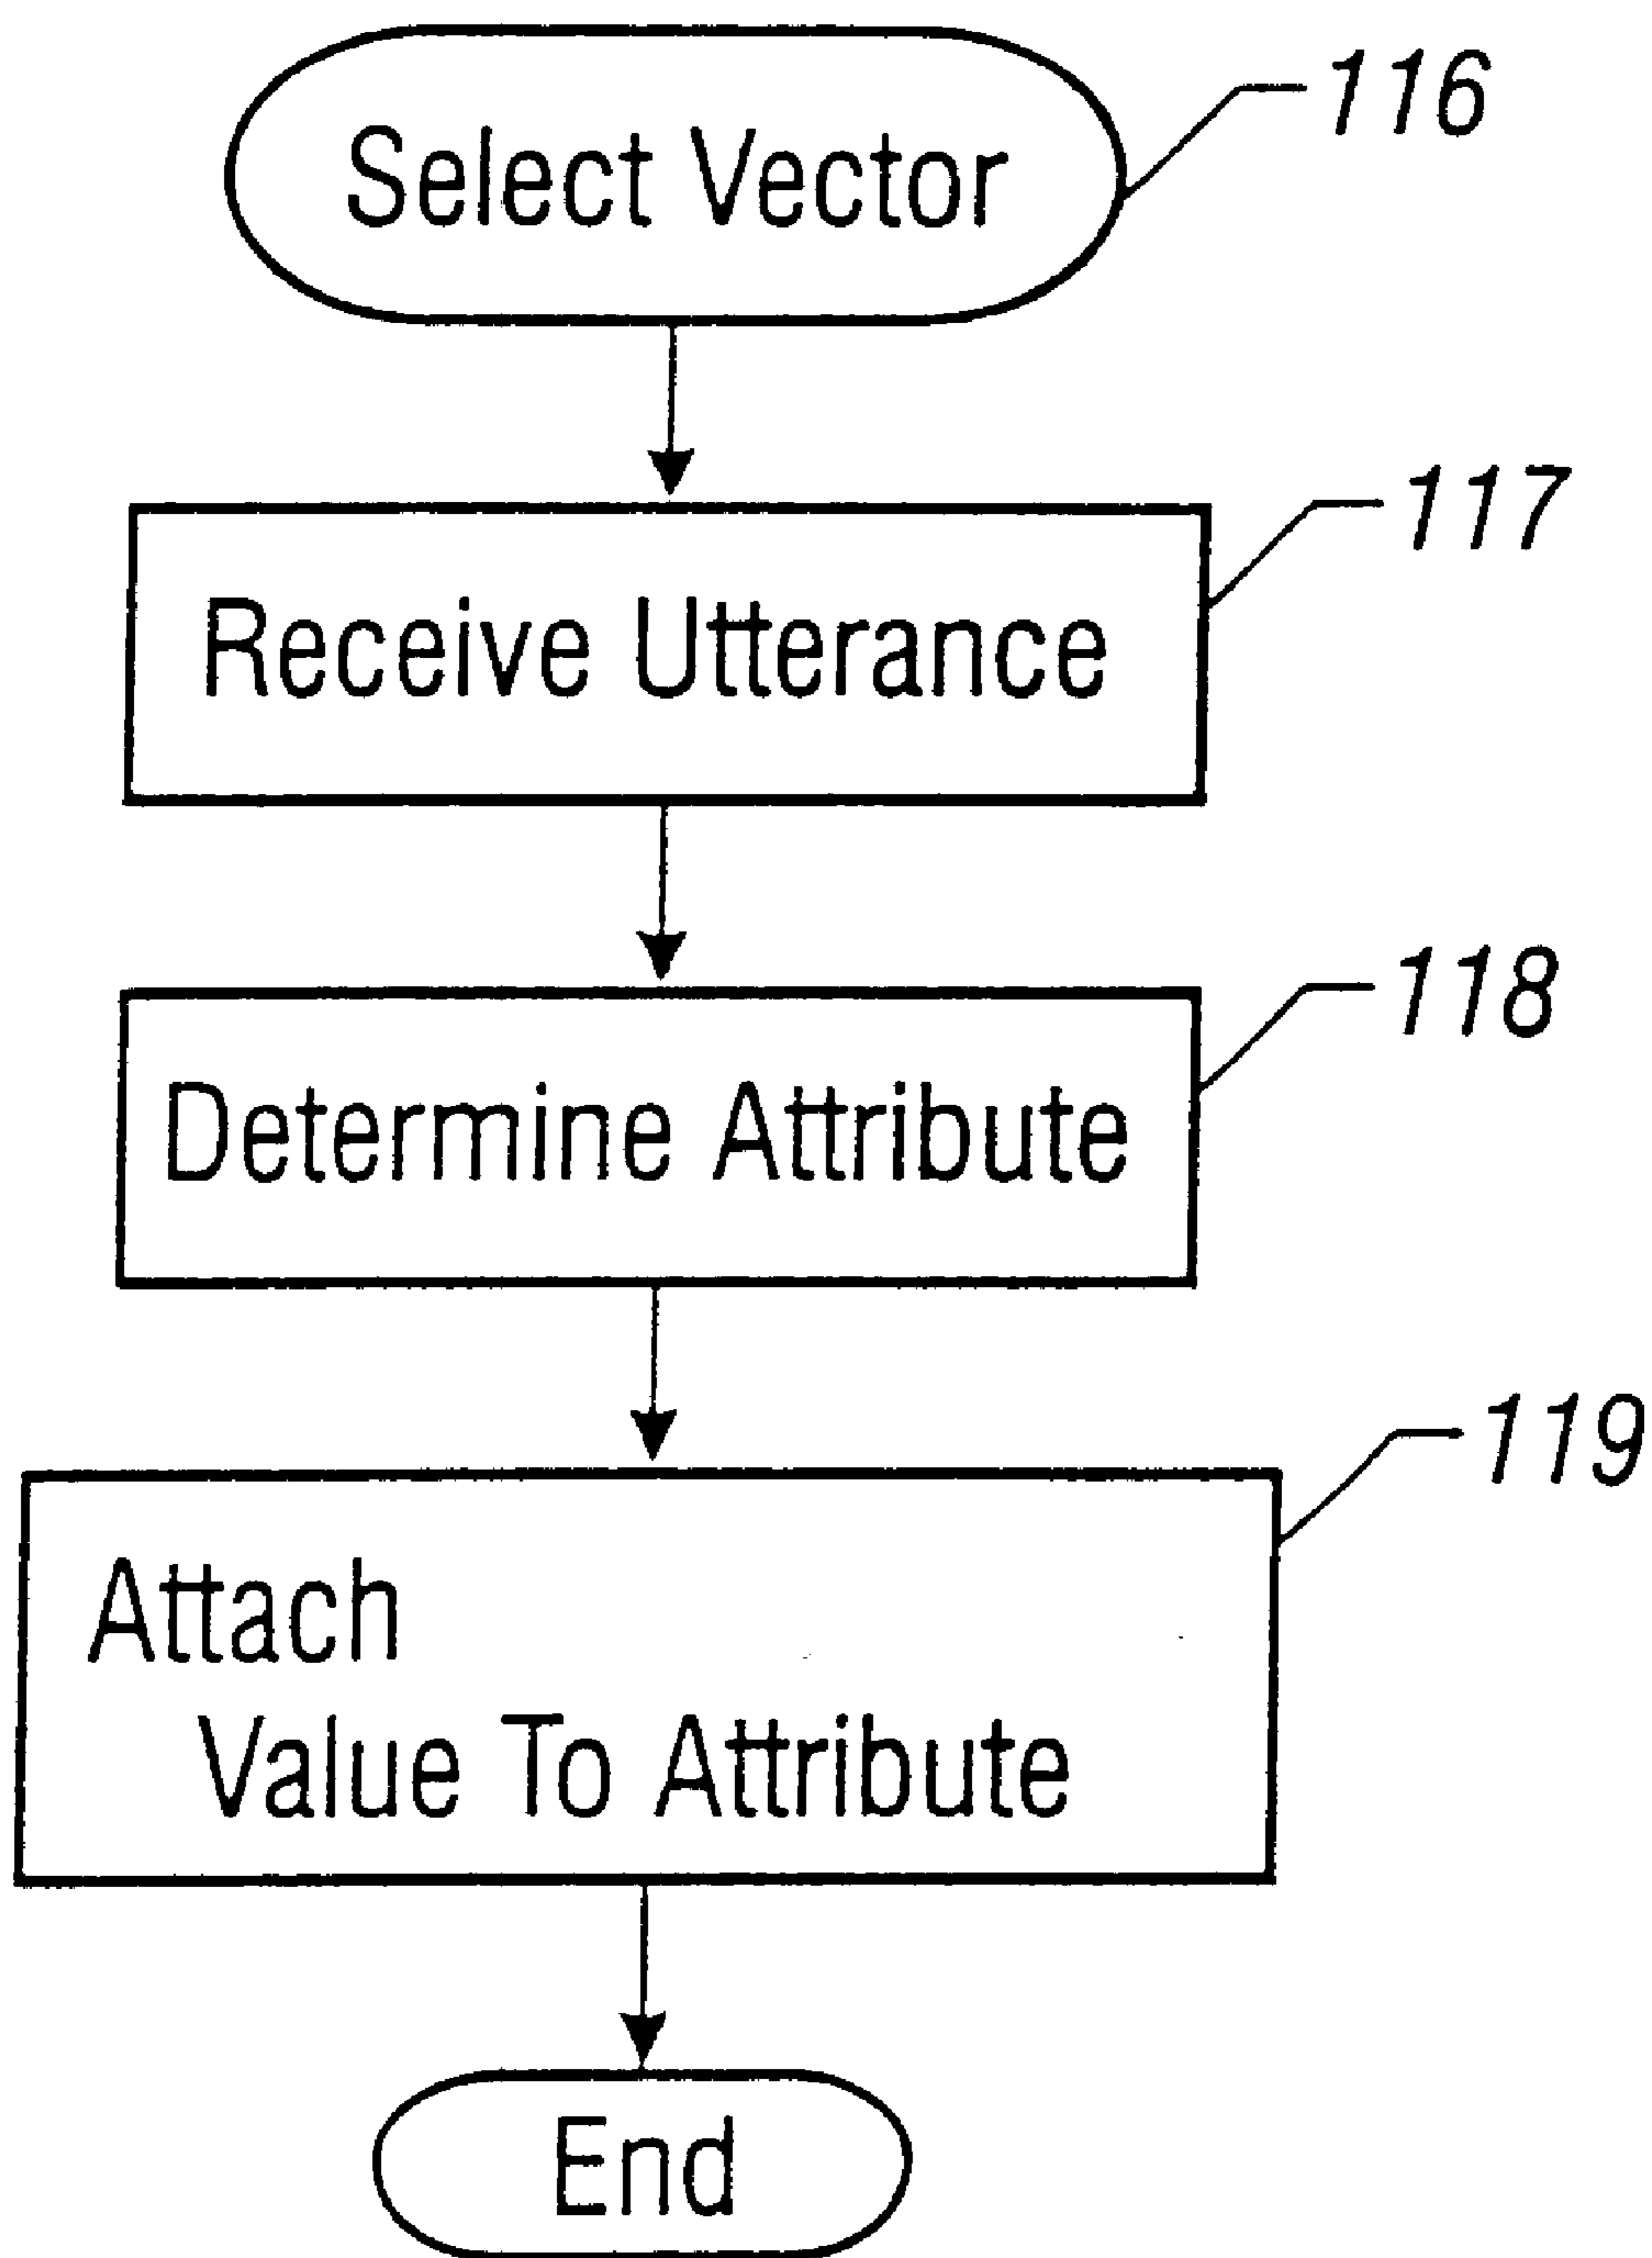 Select Vector
116
Receive Utterance
117
Determine Attribute
118
Attach
Value To Attribute
119
End